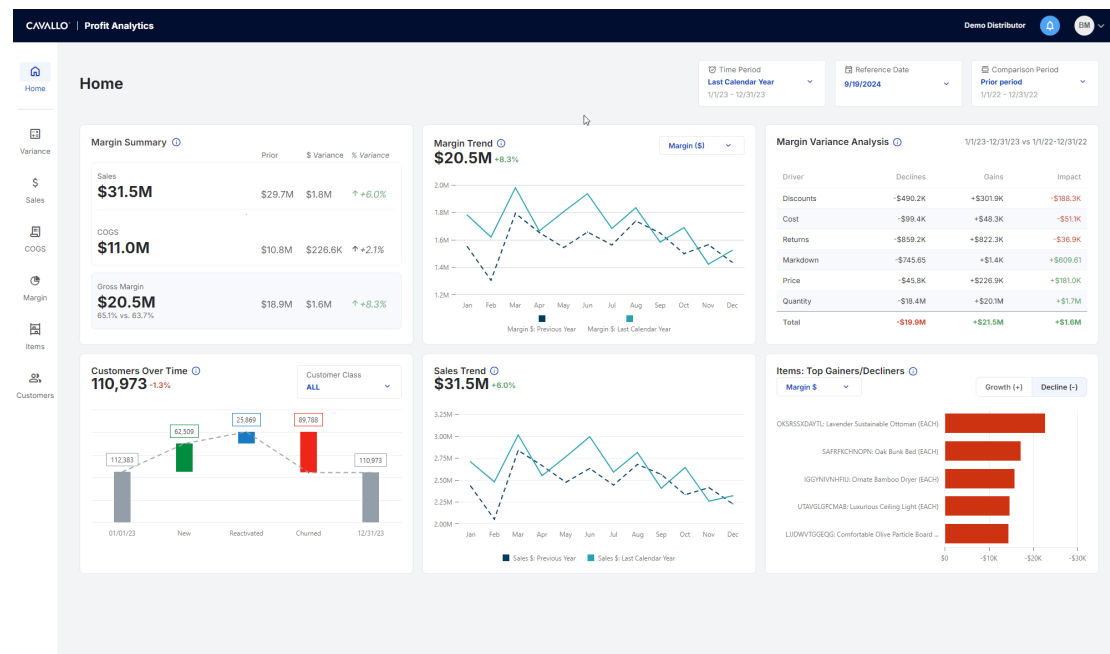 CAVALLO | Profit Analytics
Demo Distributor
BM
Home
Variance
Sales
COGS
Margin
Items
Customers
Home
Time Period
Last Calendar Year
1/1/23 - 12/31/23
Reference Date
9/19/2024
Comparison Period
Prior period
1/1/22 - 12/31/22
Margin Summary
Prior $ Variance % Variance
Sales
$31.5M $29.7M $1.8M ↑ +6.0%
COGS
$11.0M $10.8M $226.6K ↑ +2.1%
Gross Margin
$20.5M $18.9M $1.6M ↑ +8.3%
65.1% vs. 63.7%
Margin Trend
$20.5M +8.3%
Margin ($)
2.0M
1.8M
1.6M
1.4M
1.2M
Jan Feb Mar Apr May Jun Jul Aug Sep Oct Nov Dec
Margin $: Previous Year Margin $: Last Calendar Year
Margin Variance Analysis
1/1/23-12/31/23 vs 1/1/22-12/31/22
Driver Declines Gains Impact
Discounts -$490.2K +$301.9K -$188.3K
Cost -$99.4K +$48.3K -$51.1K
Returns -$859.2K +$822.3K -$36.9K
Markdown -$745.65 +$1.4K +$609.61
Price -$45.8K +$226.9K +$181.0K
Quantity -$18.4M +$20.1M +$1.7M
Total -$19.9M +$21.5M +$1.6M
Customers Over Time
110,973 -1.3%
Customer Class
ALL
112,383
62,509
25,869
89,788
110,973
01/01/23 New Reactivated Churned 12/31/23
Sales Trend
$31.5M +6.0%
3.25M
3.00M
2.75M
2.50M
2.25M
2.00M
Jan Feb Mar Apr May Jun Jul Aug Sep Oct Nov Dec
Sales $: Previous Year Sales $: Last Calendar Year
Items: Top Gainers/Decliners
Margin $
Growth (+) Decline (-)
OKSRSSXDAYTL: Lavender Sustainable Ottoman (EACH)
SAFRFKCHNOPN: Oak Bunk Bed (EACH)
IGGYNIVNHFIU: Ornate Bamboo Dryer (EACH)
UTAVGLGFCMAB: Luxurious Ceiling Light (EACH)
LJJDWVTGGEQG: Comfortable Olive Particle Board ...
$0 -$10K -$20K -$30K